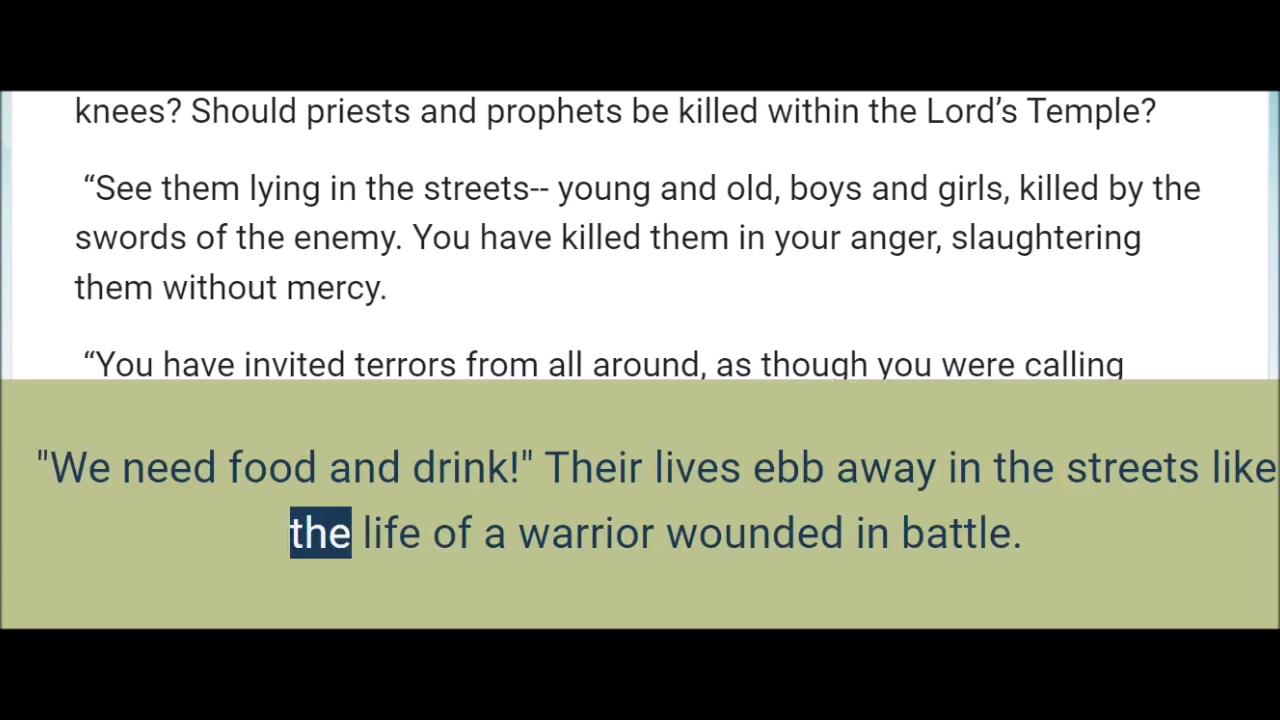 knees? Should priests and prophets be killed within the Lord’s Temple?
“See them lying in the streets-- young and old, boys and girls, killed by the
swords of the enemy. You have killed them in your anger, slaughtering
them without mercy.
“You have invited terrors from all around, as though you were calling
"We need food and drink!" Their lives ebb away in the streets like
the life of a warrior wounded in battle.